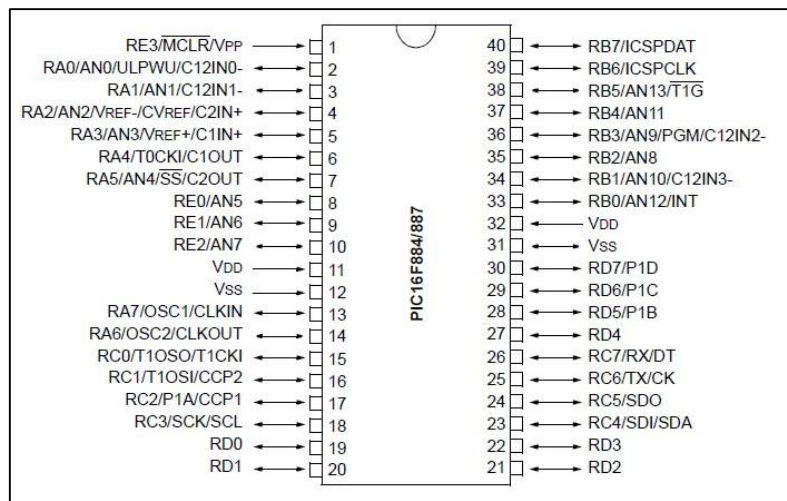 RE3/MCLR/VPP 1 40 RB7/ICSPDAT
RA0/AN0/ULPWU/C12IN0- 2 39 RB6/ICSPCLK
RA1/AN1/C12IN1- 3 38 RB5/AN13/T1G
RA2/AN2/VREF-/CVREF/C2IN+ 4 37 RB4/AN11
RA3/AN3/VREF+/C1IN+ 5 36 RB3/AN9/PGM/C12IN2-
RA4/T0CKI/C1OUT 6 35 RB2/AN8
RA5/AN4/SS/C2OUT 7 34 RB1/AN10/C12IN3-
RE0/AN5 8 33 RB0/AN12/INT
RE1/AN6 9 32 VDD
RE2/AN7 10 31 VSS
VDD 11 30 RD7/P1D
VSS 12 29 RD6/P1C
RA7/OSC1/CLKIN 13 28 RD5/P1B
RA6/OSC2/CLKOUT 14 27 RD4
RC0/T1OSO/T1CKI 15 26 RC7/RX/DT
RC1/T1OSI/CCP2 16 25 RC6/TX/CK
RC2/P1A/CCP1 17 24 RC5/SDO
RC3/SCK/SCL 18 23 RC4/SDI/SDA
RD0 19 22 RD3
RD1 20 21 RD2
PIC16F884/887